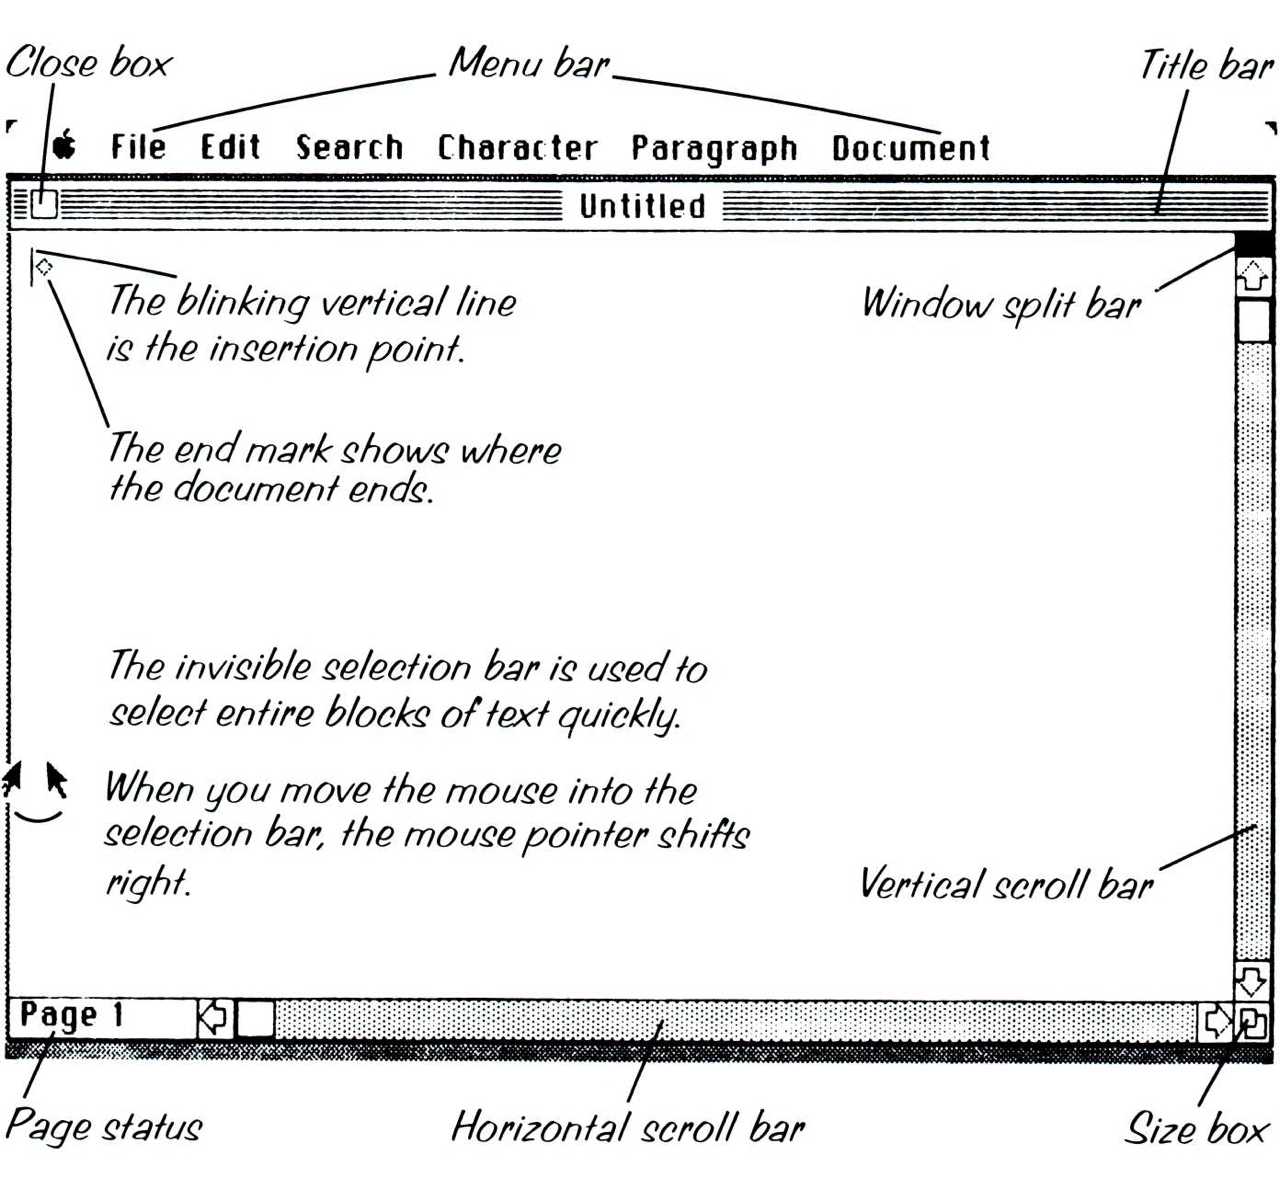 Close box Menu bar Title bar
File Edit Search Character Paragraph Document
Untitled
The blinking vertical line
is the insertion point.
Window split bar
The end mark shows where
the document ends.
The invisible selection bar is used to
select entire blocks of text quickly.
When you move the mouse into the
selection bar, the mouse pointer shifts
right.
Vertical scroll bar
Page 1
Page status Horizontal scroll bar Size box